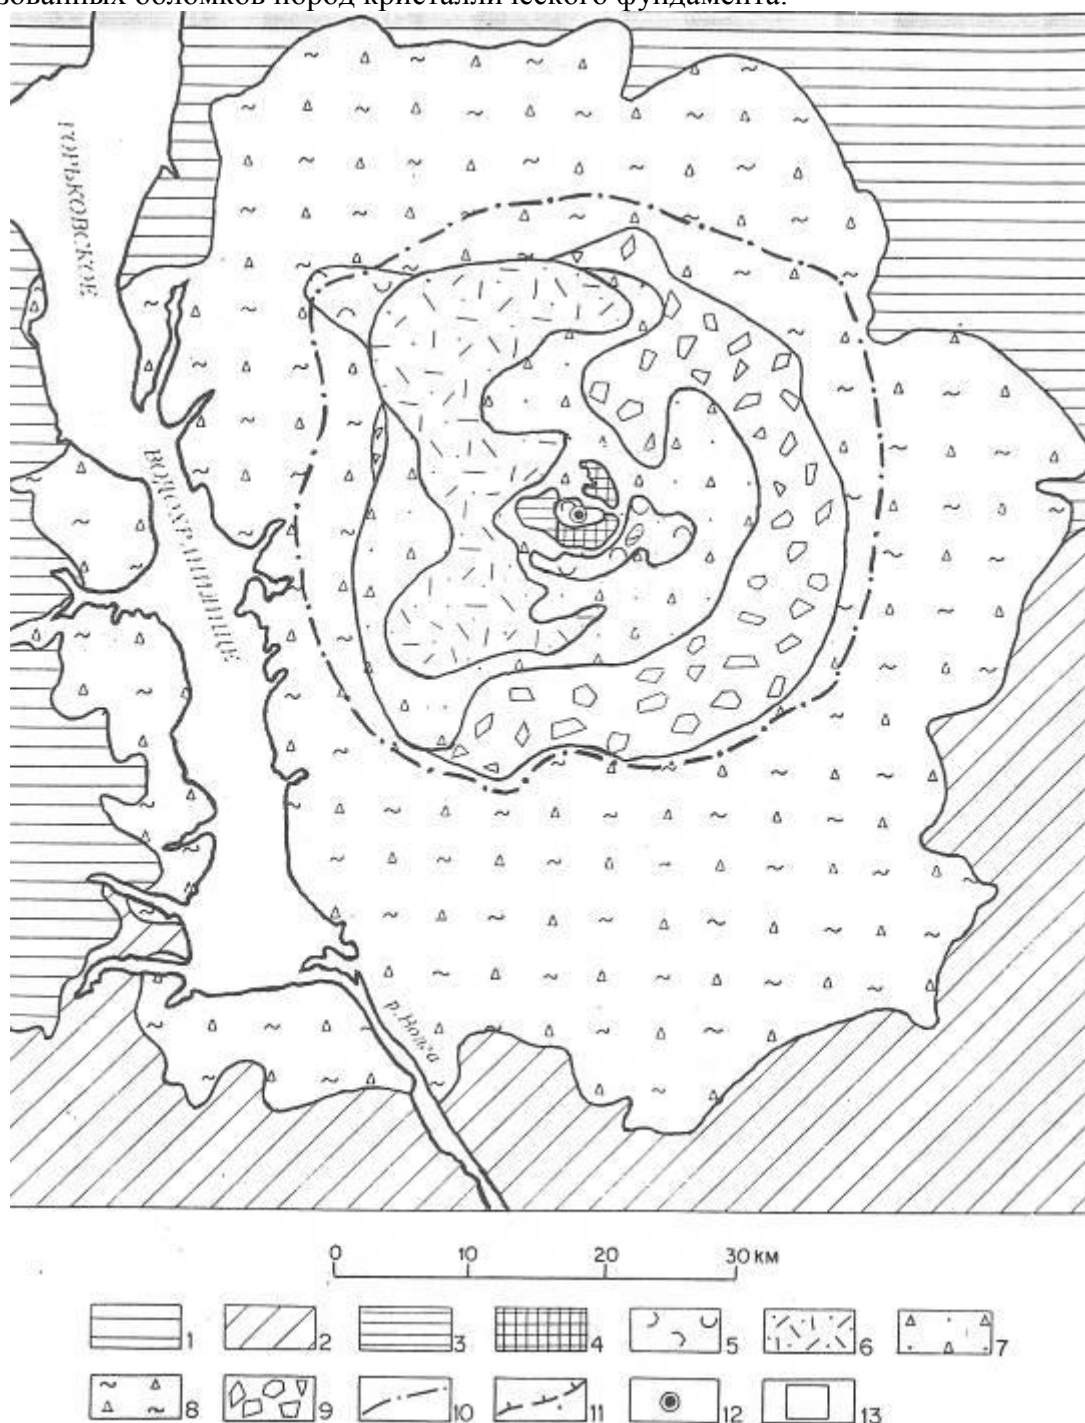 зованных обломков пород кристаллического фундамента.
ГОРЬКОВСКОЕ
ВОДОХРАНИЛИЩЕ
р. Волга
0 10 20 30 км
1 2 3 4 5 6 7
8 9 10 11 12 13